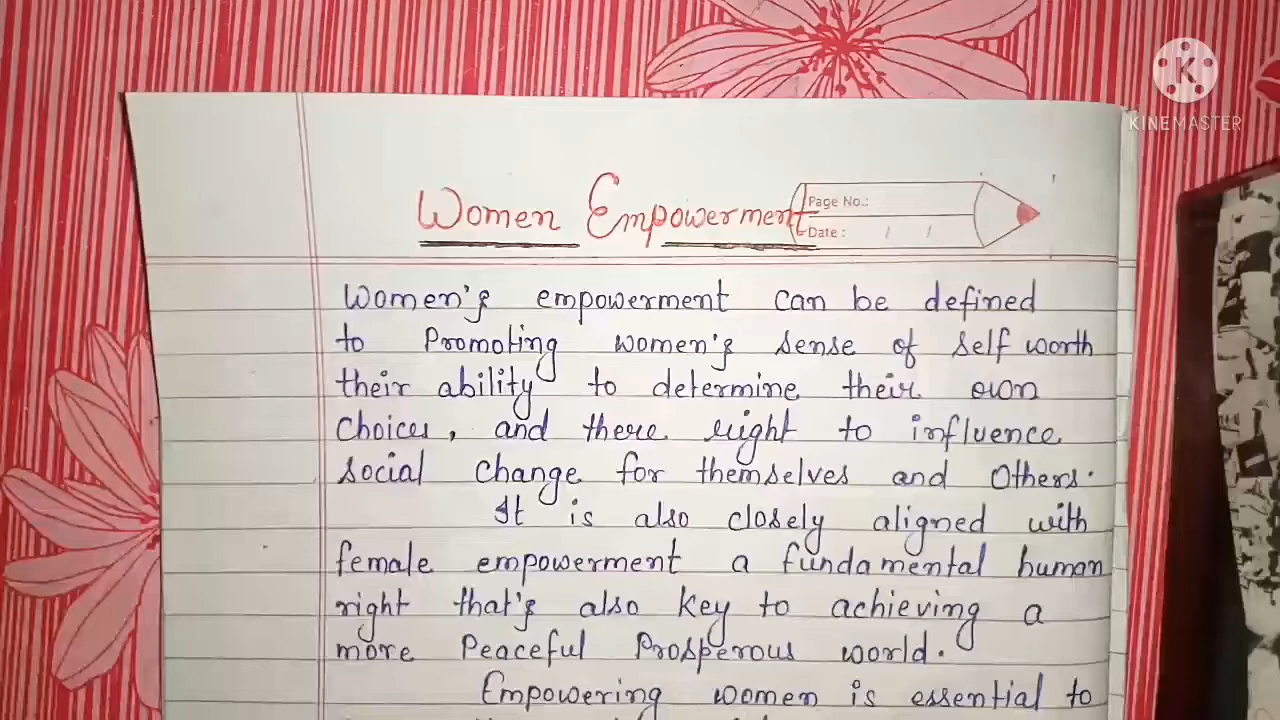 KINEMASTER
Women Empowerment
Page No.:
Date : / /
Women's empowerment can be defined
to Promoting women's sense of self worth
their ability to determine their own
choices, and there right to influence
social change for themselves and others.
It is also closely aligned with
female empowerment a fundamental human
right that's also key to achieving a
more Peaceful Prosperous world.
Empowering women is essential to